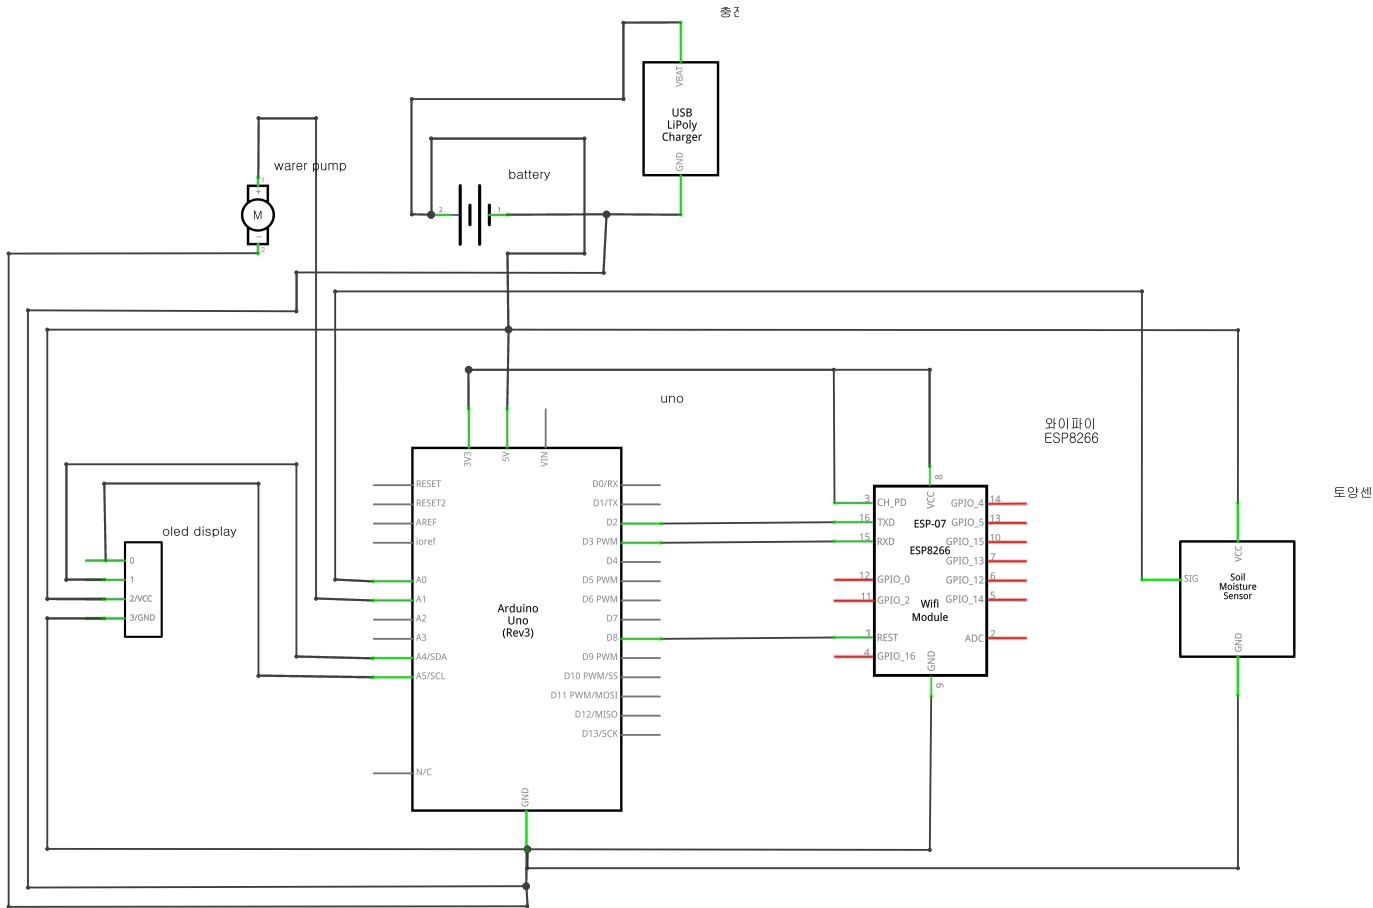 충전
VBAT
USB
LiPoly
Charger
GND
warer pump
battery
1
+
M
−
2
2
1
uno
와이파이
ESP8266
토양센
3V3
5V
VIN
RESET
RESET2
AREF
ioref
A0
A1
A2
A3
A4/SDA
A5/SCL
N/C
D0/RX
D1/TX
D2
D3 PWM
D4
D5 PWM
D6 PWM
D7
D8
D9 PWM
D10 PWM/SS
D11 PWM/MOSI
D12/MISO
D13/SCK
Arduino
Uno
(Rev3)
GND
oled display
0
1
2/VCC
3/GND
8
VCC
3 CH_PD
16 TXD
15 RXD
12 GPIO_0
11 GPIO_2
1 REST
4 GPIO_16
ESP-07
ESP8266
Wifi
Module
GPIO_4 14
GPIO_5 13
GPIO_15 10
GPIO_13 7
GPIO_12 6
GPIO_14 5
ADC 2
GND
9
VCC
SIG
Soil
Moisture
Sensor
GND